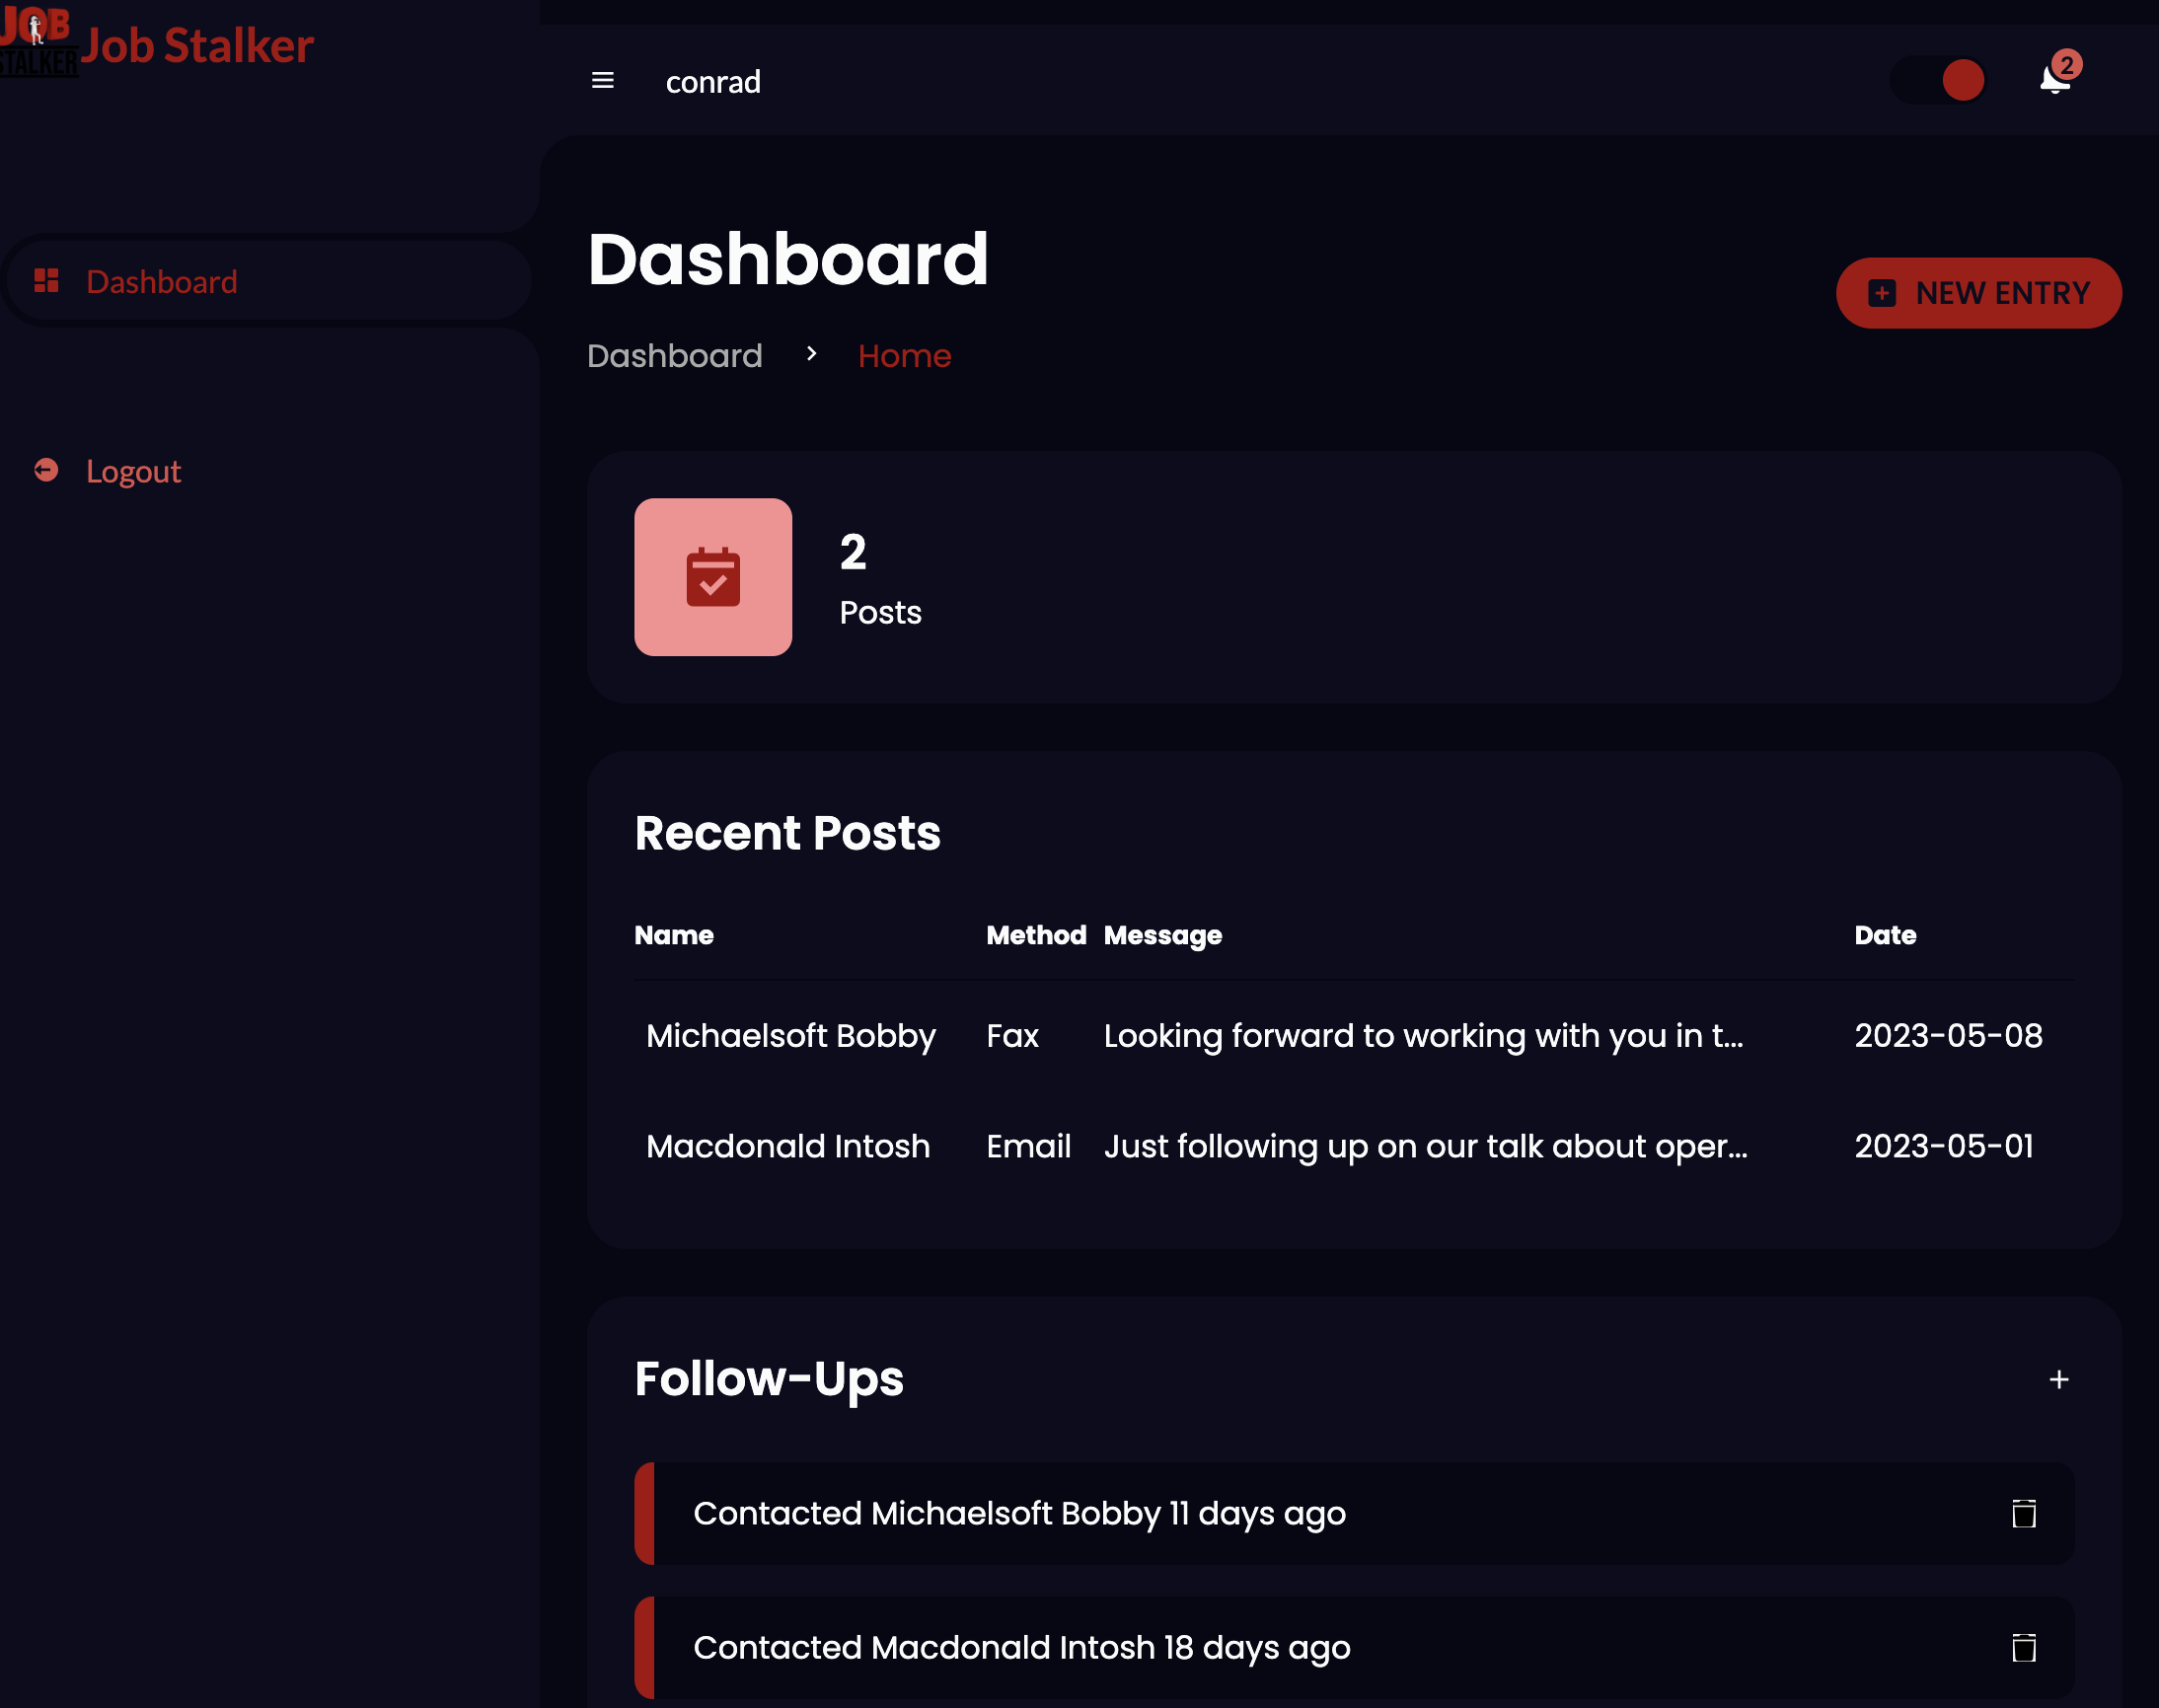 JOB
STALKER
Job Stalker
conrad
2
Dashboard
Logout
Dashboard
Dashboard > Home
NEW ENTRY
2
Posts
Recent Posts
Name Method Message Date
Michaelsoft Bobby Fax Looking forward to working with you in t... 2023-05-08
Macdonald Intosh Email Just following up on our talk about oper... 2023-05-01
Follow-Ups
Contacted Michaelsoft Bobby 11 days ago
Contacted Macdonald Intosh 18 days ago